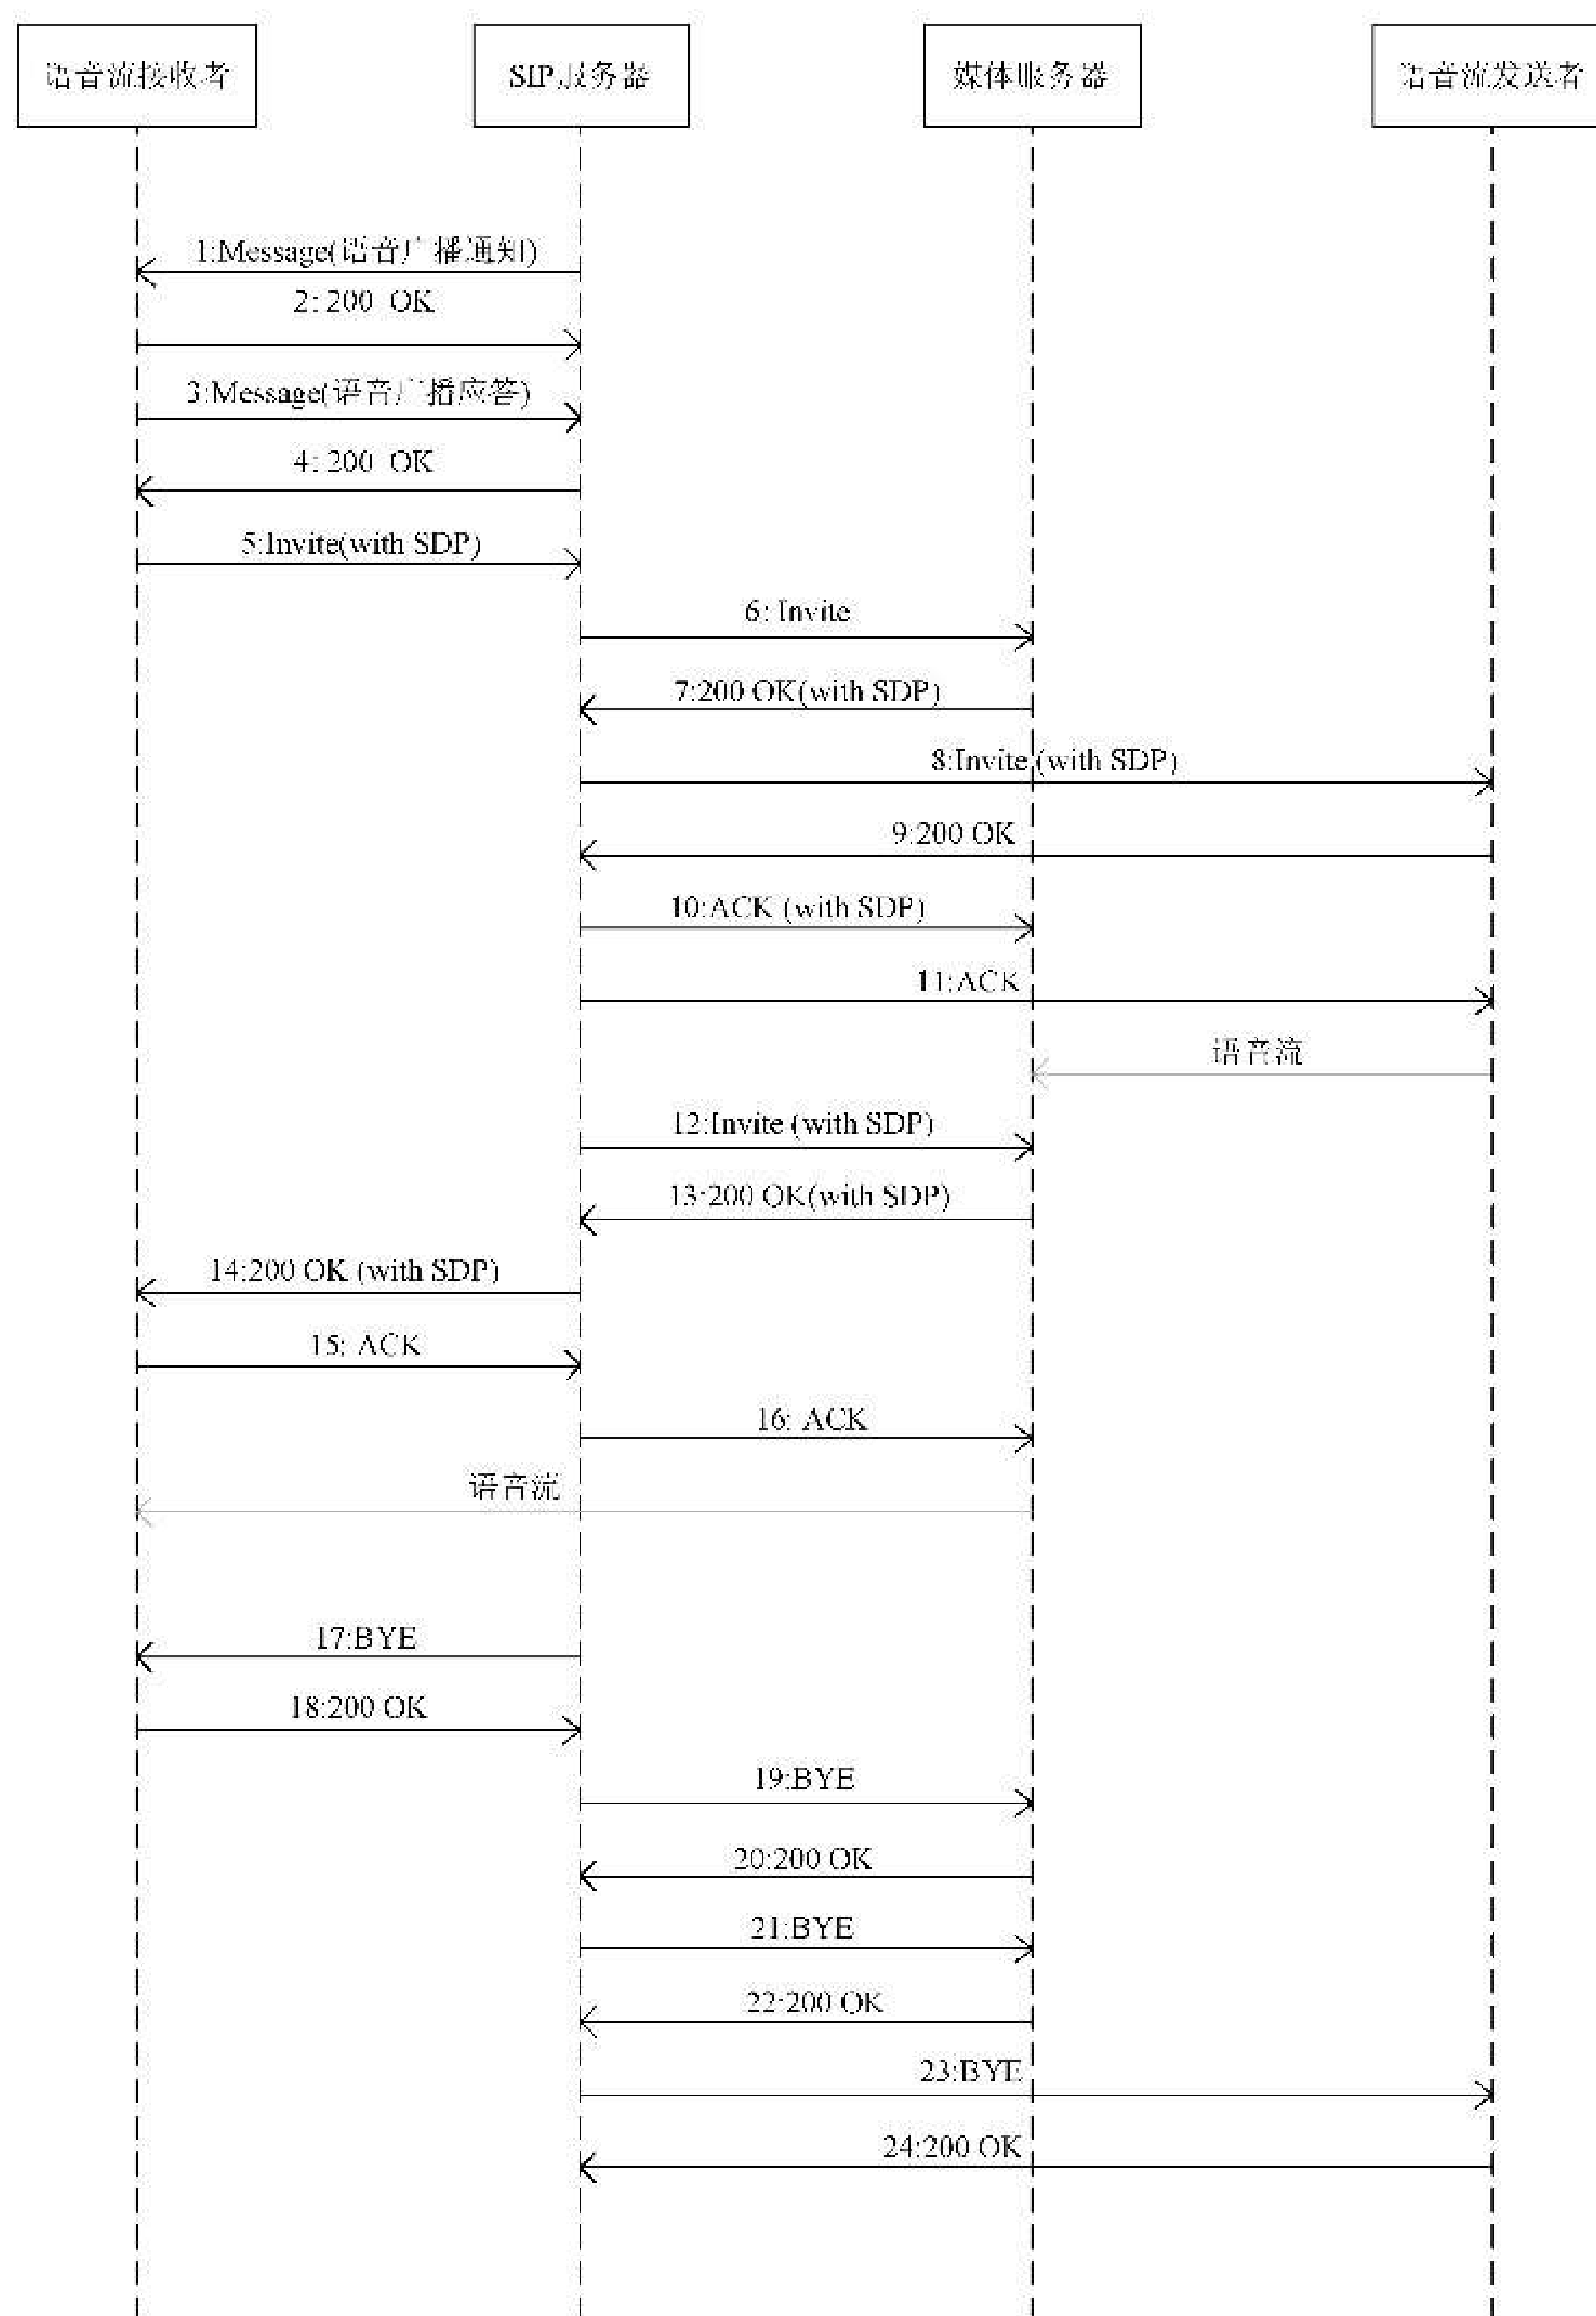 语音流接收者
SIP服务器
媒体服务器
语音流发送者
1:Message(语音广播通知)
2: 200 OK
3:Message(语音广播应答)
4: 200 OK
5:Invite(with SDP)
6: Invite
7:200 OK(with SDP)
8:Invite (with SDP)
9:200 OK
10:ACK (with SDP)
11:ACK
语音流
12:Invite (with SDP)
13:200 OK(with SDP)
14:200 OK (with SDP)
15: ACK
16: ACK
语音流
17:BYE
18:200 OK
19:BYE
20:200 OK
21:BYE
22:200 OK
23:BYE
24:200 OK